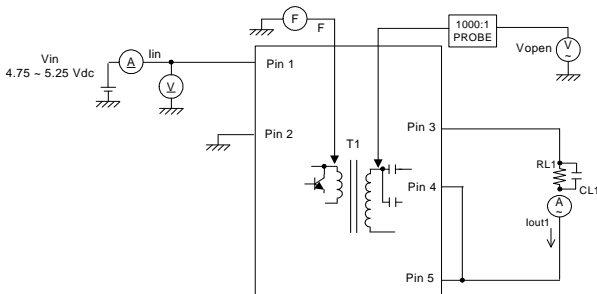 F
F
1000:1
PROBE
Vin
4.75 ~ 5.25 Vdc
A
Iin
V
Vopen
V
~
Pin 1
Pin 2
T1
Pin 3
Pin 4
RL1
CL1
A
~
Iout1
Pin 5